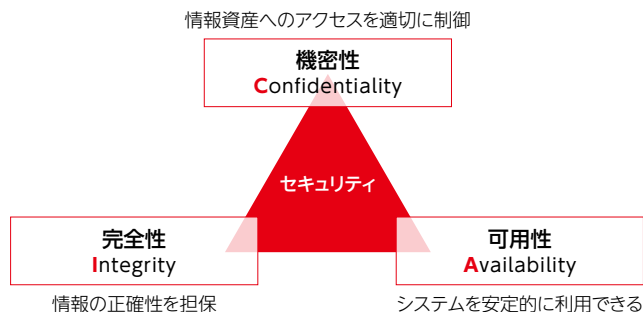 情報資産へのアクセスを適切に制御
機密性
Confidentiality
セキュリティ
完全性
Integrity
情報の正確性を担保
可用性
Availability
システムを安定的に利用できる